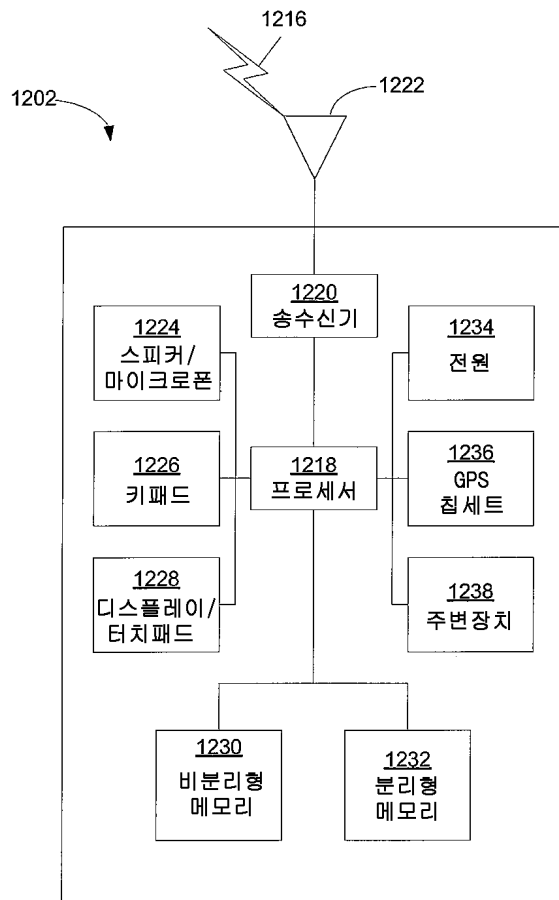 1216
1222
1202
1220
송수신기
1224
스피커/
마이크로폰
1234
전원
1226
키패드
1218
프로세서
1236
GPS
칩세트
1228
디스플레이/
터치패드
1238
주변장치
1230
비분리형
메모리
1232
분리형
메모리